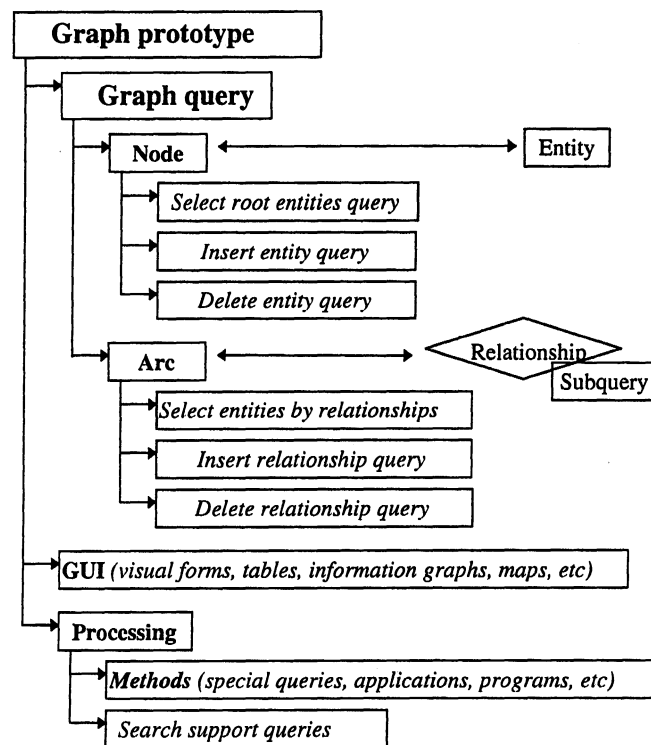 Graph prototype
Graph query
Node
Entity
Select root entities query
Insert entity query
Delete entity query
Arc
Relationship
Subquery
Select entities by relationships
Insert relationship query
Delete relationship query
GUI (visual forms, tables, information graphs, maps, etc)
Processing
Methods (special queries, applications, programs, etc)
Search support queries